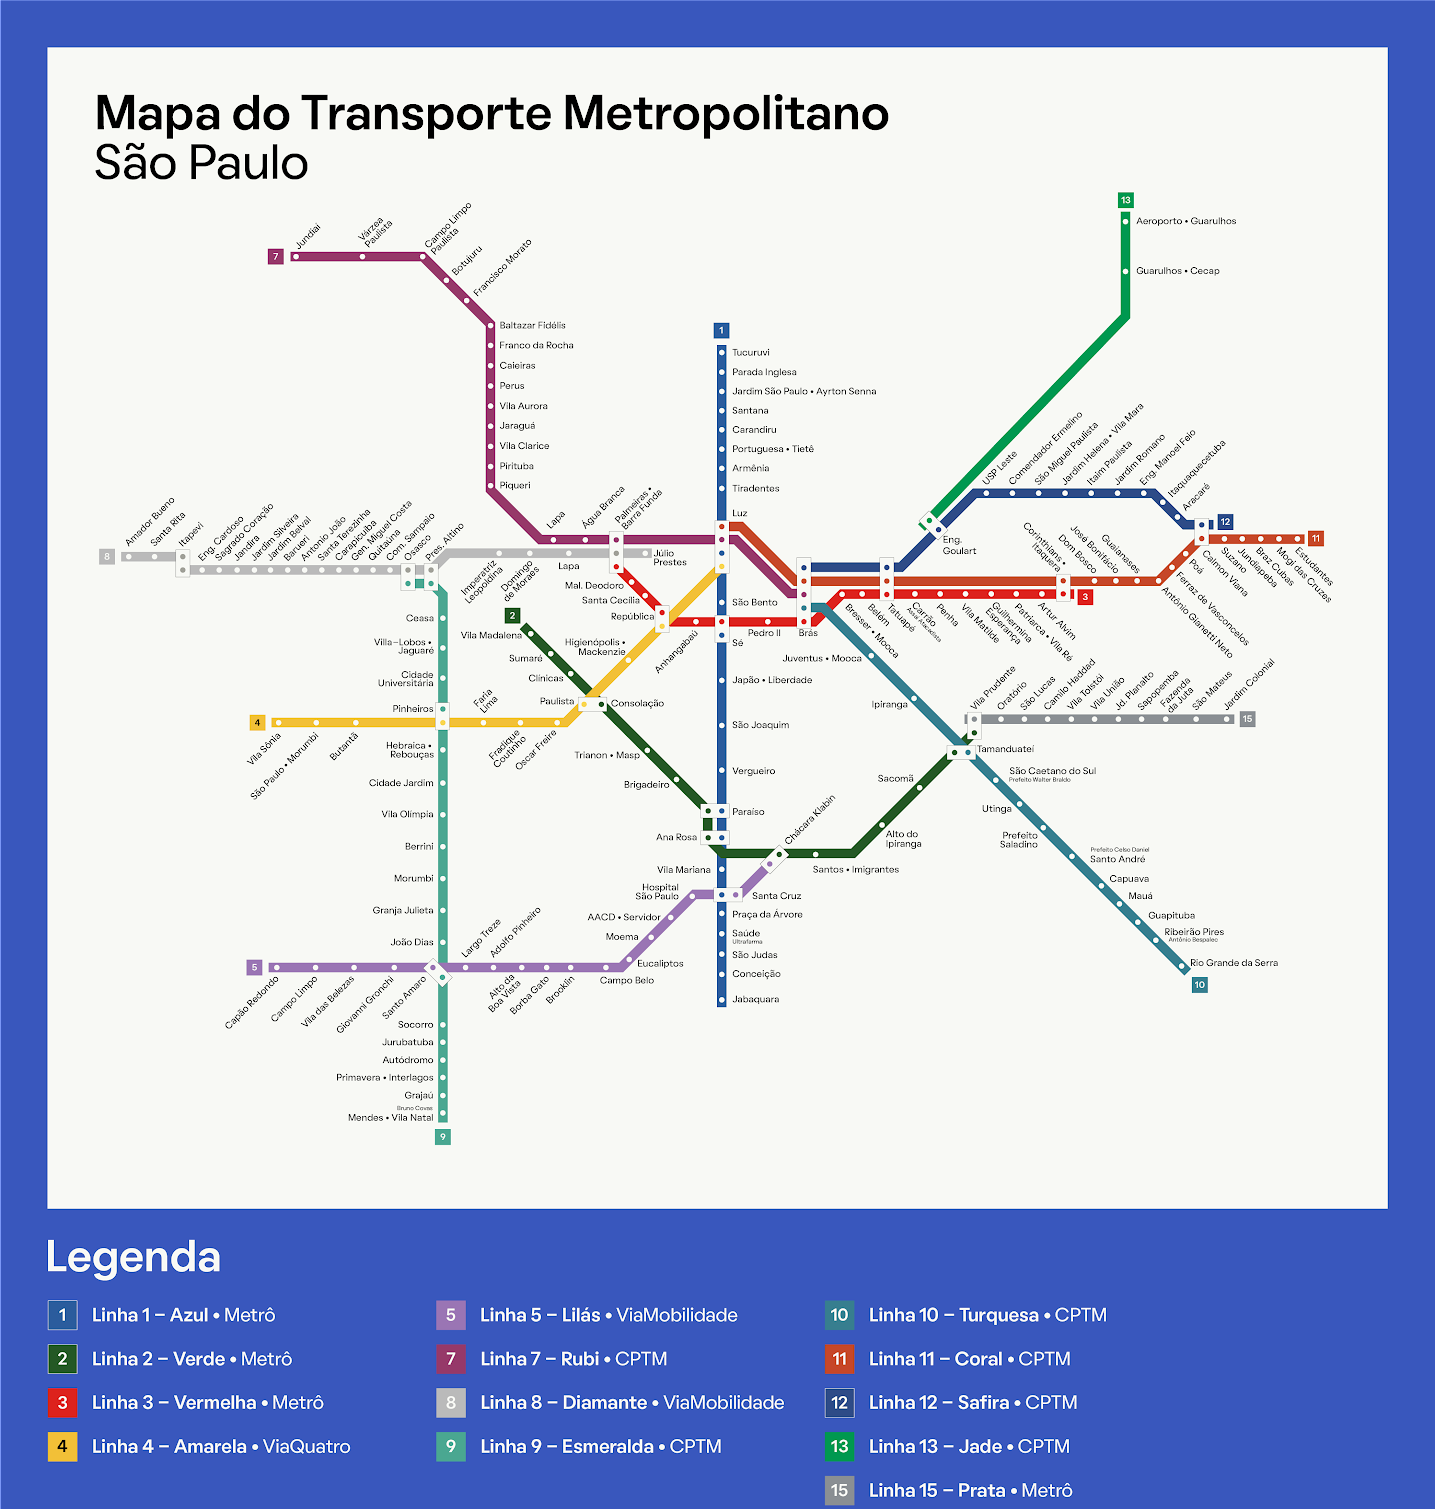 Mapa do Transporte Metropolitano
São Paulo
7
Jundiaí
Várzea
Paulista
Campo Limpo
Paulista
Botujuru
Francisco Morato
Baltazar Fidélis
Franco da Rocha
Caieiras
Perus
Vila Aurora
Jaraguá
Vila Clarice
Pirituba
Piqueri
Lapa
Água Branca
Palmeiras •
Barra Funda
13
Aeroporto • Guarulhos
Guarulhos • Cecap
1
Tucuruvi
Parada Inglesa
Jardim São Paulo • Ayrton Senna
Santana
Carandiru
Portuguesa • Tietê
Armênia
Tiradentes
Luz
São Bento
Sé
Japão • Liberdade
São Joaquim
Vergueiro
Paraíso
Ana Rosa
Vila Mariana
Santa Cruz
Praça da Árvore
Saúde
Ultrafarma
São Judas
Conceição
Jabaquara
8
Amador Bueno
Santa Rita
Itapevi
Eng. Cardoso
Sagrado Coração
Jandira
Jardim Silveira
Jardim Belval
Barueri
Antonio João
Santa Terezinha
Carapicuíba
Gen. Miguel Costa
Quitaúna
Com. Sampaio
Osasco
Pres. Altino
Imperatriz
Leopoldina
Domingo
de Moraes
Lapa
Júlio
Prestes
Mal. Deodoro
Santa Cecília
República
Anhangabaú
Pedro II
Brás
Bresser • Mooca
Belém
Tatuapé
Carrão
Assaí Atacadista
Penha
Vila Matilde
Guilhermina
Esperança
Patriarca • Vila Ré
Artur Alvim
Corinthians •
Itaquera
3
Dom Bosco
José Bonifácio
Guaianases
Antônio Gianetti Neto
Ferraz de Vasconcelos
Poá
Calmon Viana
Suzano
Jundiapeba
Braz Cubas
Mogi das Cruzes
Estudantes
11
Eng.
Goulart
USP Leste
Comendador Ermelino
São Miguel Paulista
Jardim Helena • Vila Mara
Itaim Paulista
Jardim Romano
Eng. Manoel Feio
Itaquaquecetuba
Aracaré
12
2
Vila Madalena
Sumaré
Clínicas
Consolação
Trianon • Masp
Brigadeiro
Chácara Klabin
Santos • Imigrantes
Alto do
Ipiranga
Sacomã
Tamanduateí
Vila Prudente
Oratório
São Lucas
Camilo Haddad
Vila Tolstói
Vila União
Jd. Planalto
Sapopemba
Fazenda
da Juta
São Mateus
Jardim Colonial
15
Higienópolis •
Mackenzie
Paulista
Oscar Freire
Fradique
Coutinho
Faria
Lima
Butantã
São Paulo • Morumbi
Vila Sônia
4
Juventus • Mooca
Ipiranga
São Caetano do Sul
Prefeito Walter Braido
Utinga
Prefeito
Saladino
Prefeito Celso Daniel
Santo André
Capuava
Mauá
Guapituba
Ribeirão Pires
Antônio Bespalec
Rio Grande da Serra
10
Ceasa
Villa–Lobos •
Jaguaré
Cidade
Universitária
Pinheiros
Hebraica •
Rebouças
Cidade Jardim
Vila Olímpia
Berrini
Morumbi
Granja Julieta
João Dias
Santo Amaro
Socorro
Jurubatuba
Autódromo
Primavera • Interlagos
Grajaú
Bruno Covas
Mendes • Vila Natal
9
5
Capão Redondo
Campo Limpo
Vila das Belezas
Giovanni Gronchi
Largo Treze
Adolfo Pinheiro
Alto da
Boa Vista
Borba Gato
Brooklin
Campo Belo
Eucaliptos
Moema
AACD • Servidor
Hospital
São Paulo
Legenda
1 Linha 1 – Azul • Metrô
2 Linha 2 – Verde • Metrô
3 Linha 3 – Vermelha • Metrô
4 Linha 4 – Amarela • ViaQuatro
5 Linha 5 – Lilás • ViaMobilidade
7 Linha 7 – Rubi • CPTM
8 Linha 8 – Diamante • ViaMobilidade
9 Linha 9 – Esmeralda • CPTM
10 Linha 10 – Turquesa • CPTM
11 Linha 11 – Coral • CPTM
12 Linha 12 – Safira • CPTM
13 Linha 13 – Jade • CPTM
15 Linha 15 – Prata • Metrô